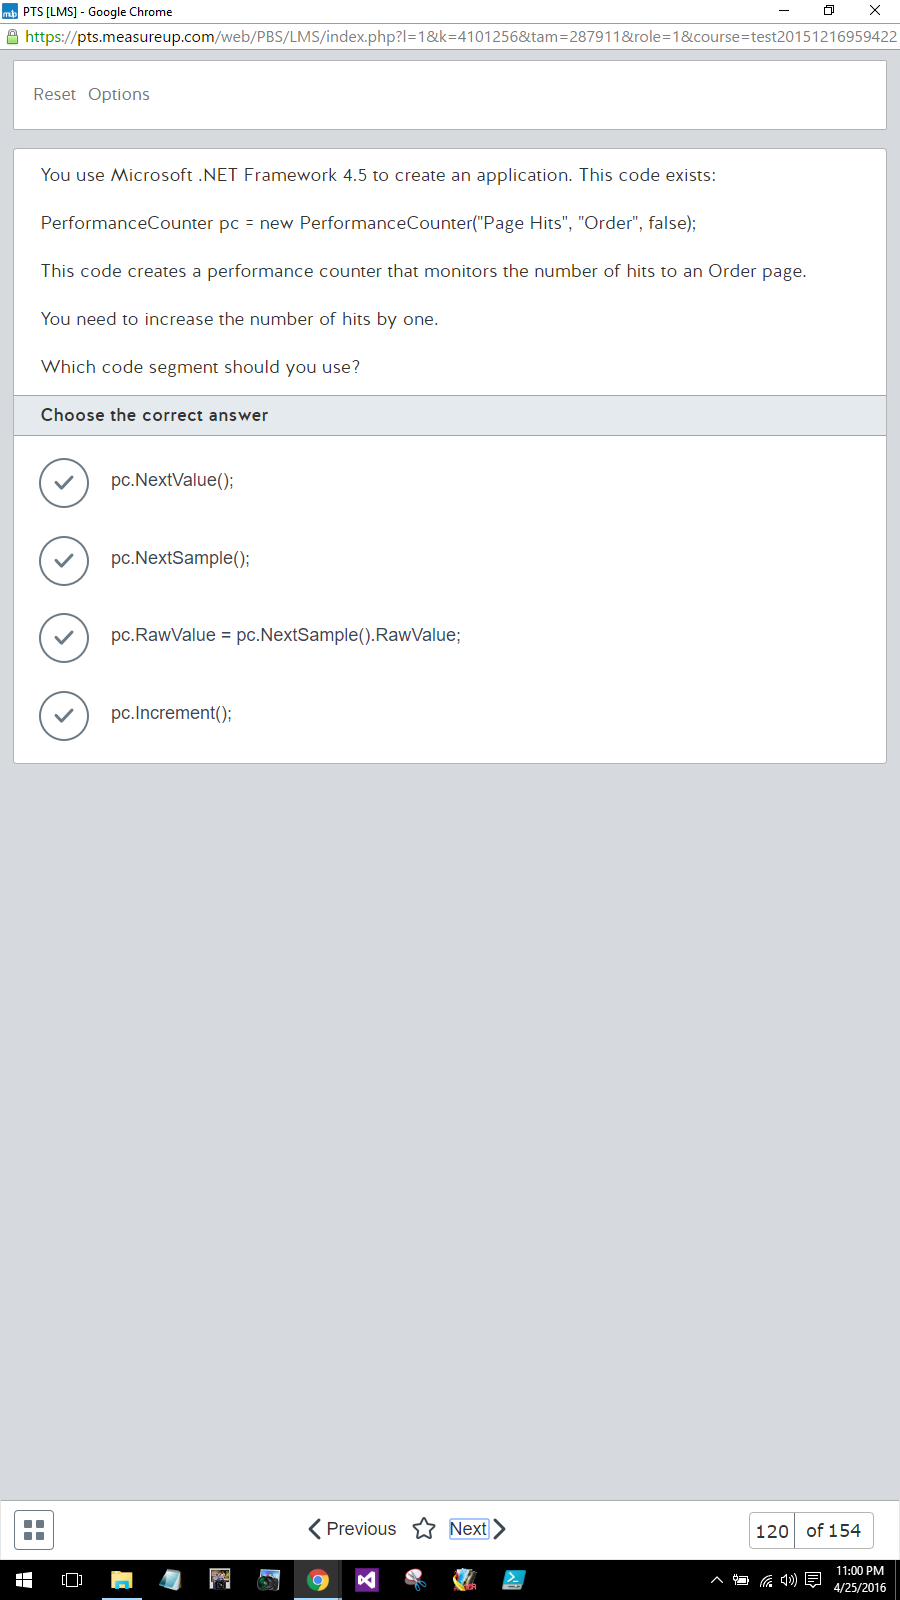 PTS [LMS] - Google Chrome
https://pts.measureup.com/web/PBS/LMS/index.php?l=1&k=4101256&tam=287911&role=1&course=test20151216959422
Reset Options
You use Microsoft .NET Framework 4.5 to create an application. This code exists:
PerformanceCounter pc = new PerformanceCounter("Page Hits", "Order", false);
This code creates a performance counter that monitors the number of hits to an Order page.
You need to increase the number of hits by one.
Which code segment should you use?
Choose the correct answer
pc.NextValue();
pc.NextSample();
pc.RawValue = pc.NextSample().RawValue;
pc.Increment();
Previous Next 120 of 154
11:00 PM
4/25/2016